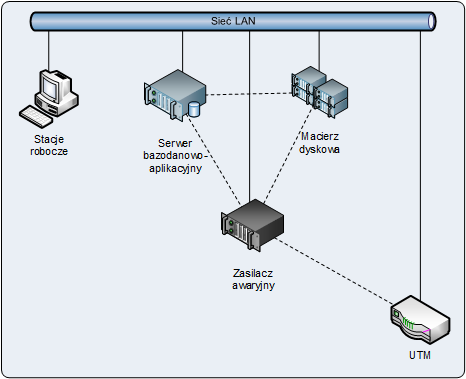 Sieć LAN
Stacje
robocze
Serwer
bazodanowo-
aplikacyjny
Macierz
dyskowa
Zasilacz
awaryjny
UTM